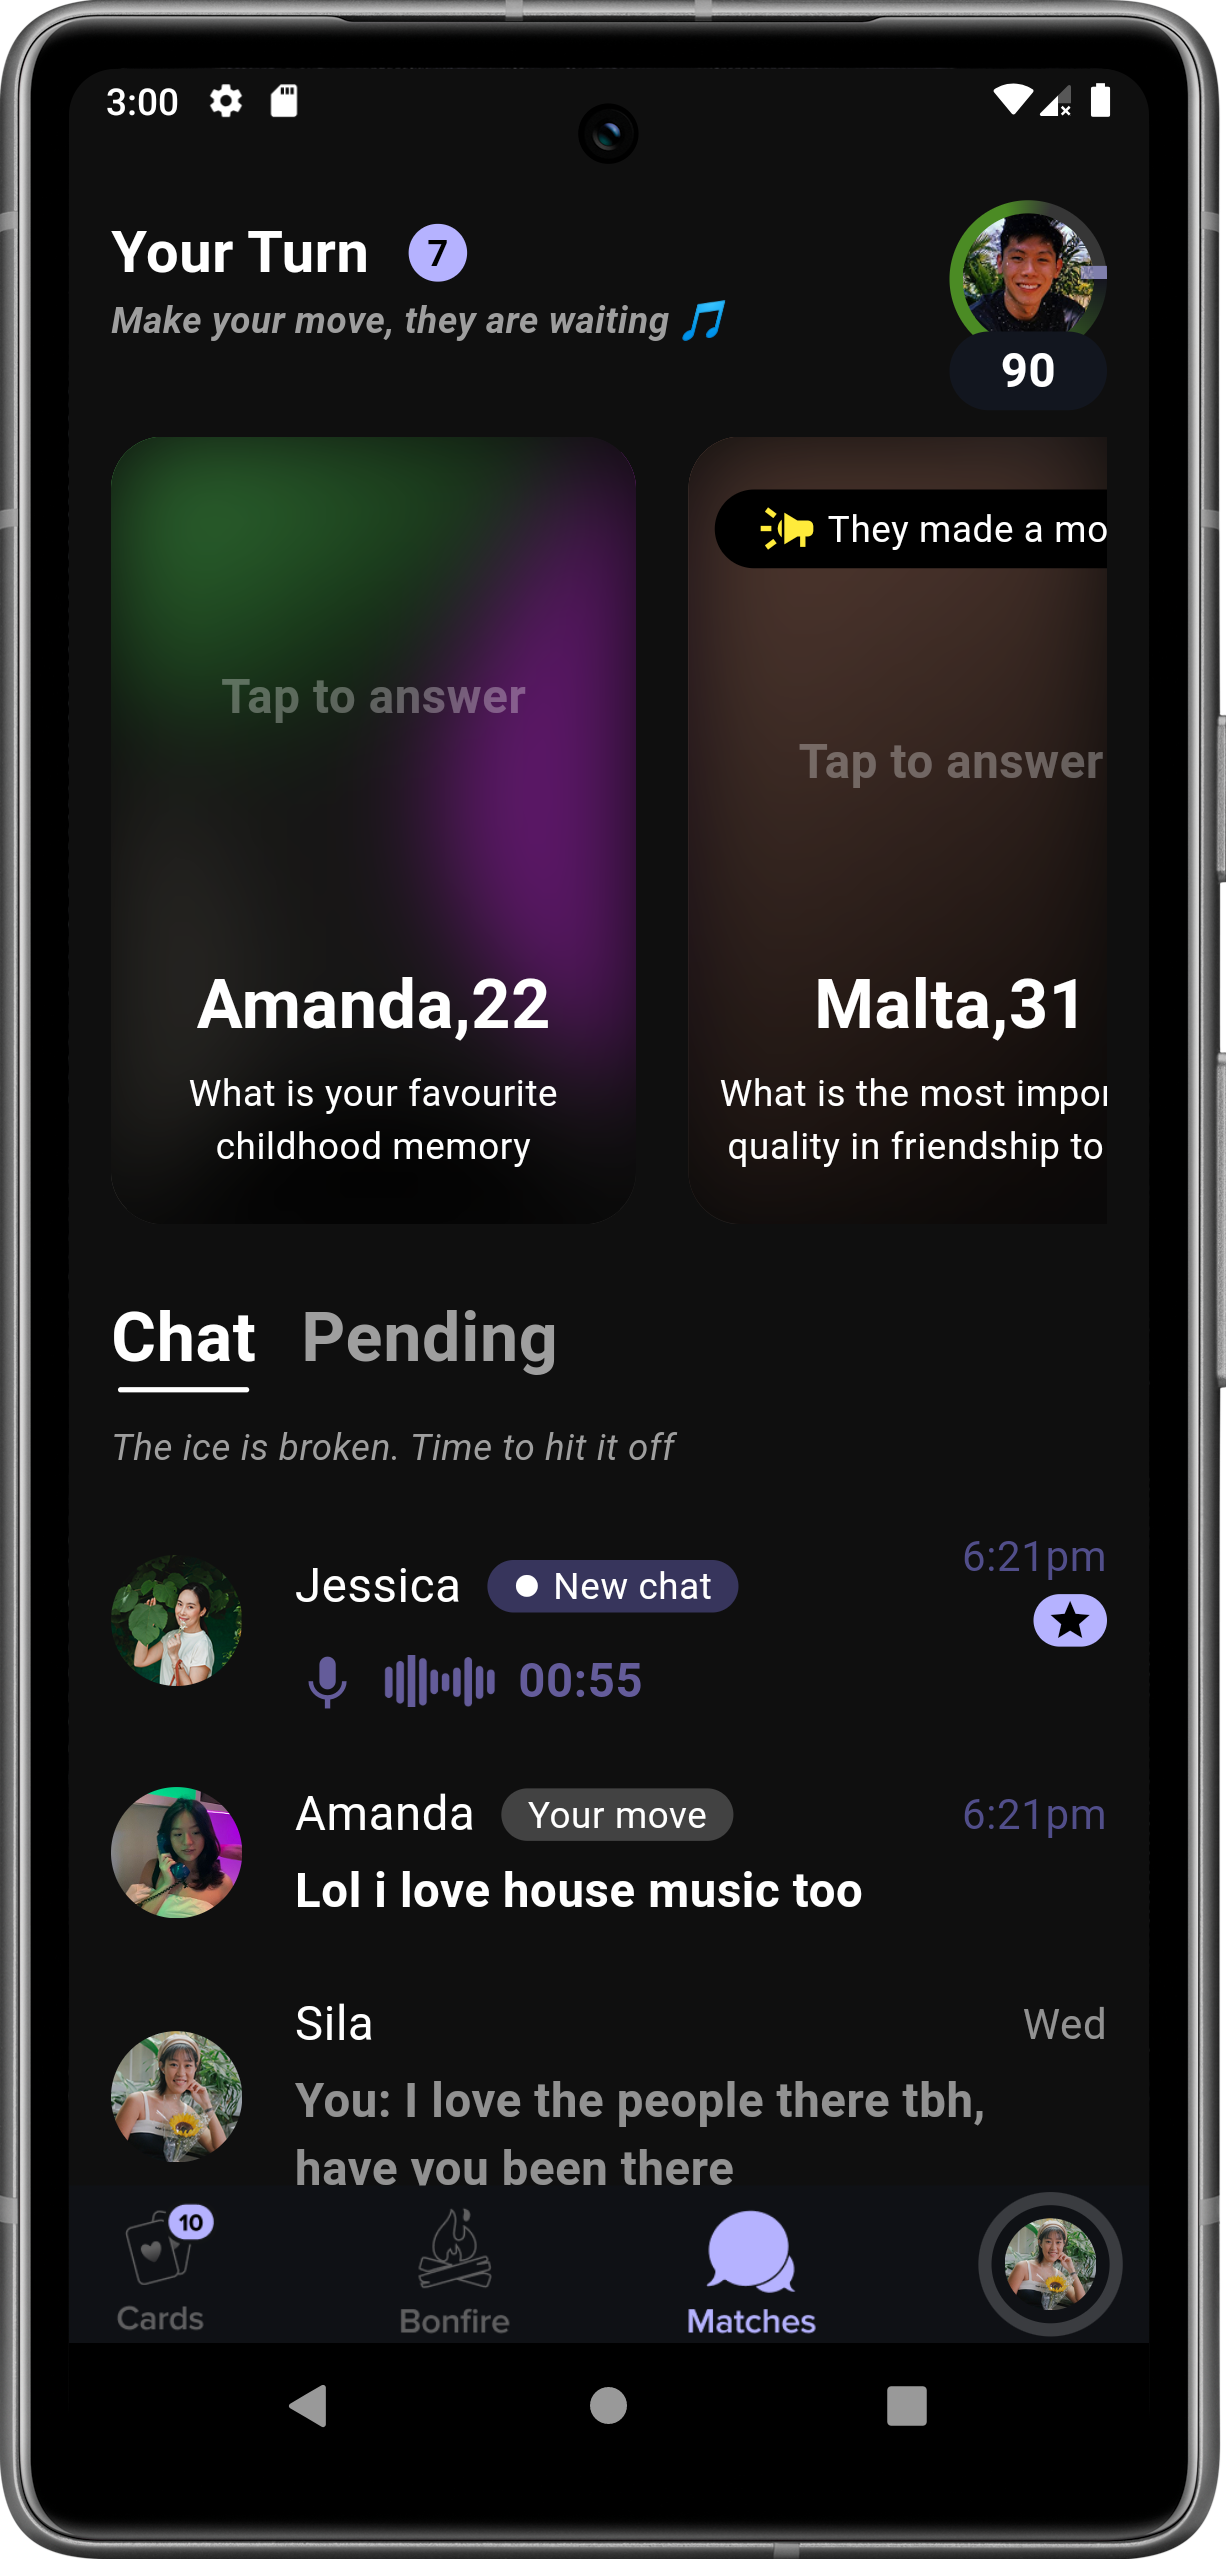 3:00
Your Turn 7
Make your move, they are waiting 🎵
90
They made a mo
Tap to answer
Tap to answer
Amanda,22
Malta,31
What is your favourite
childhood memory
What is the most impor
quality in friendship to
Chat Pending
The ice is broken. Time to hit it off
6:21pm
Jessica New chat
00:55
Amanda Your move 6:21pm
Lol i love house music too
Sila Wed
You: I love the people there tbh,
have you been there
10
Cards Bonfire Matches